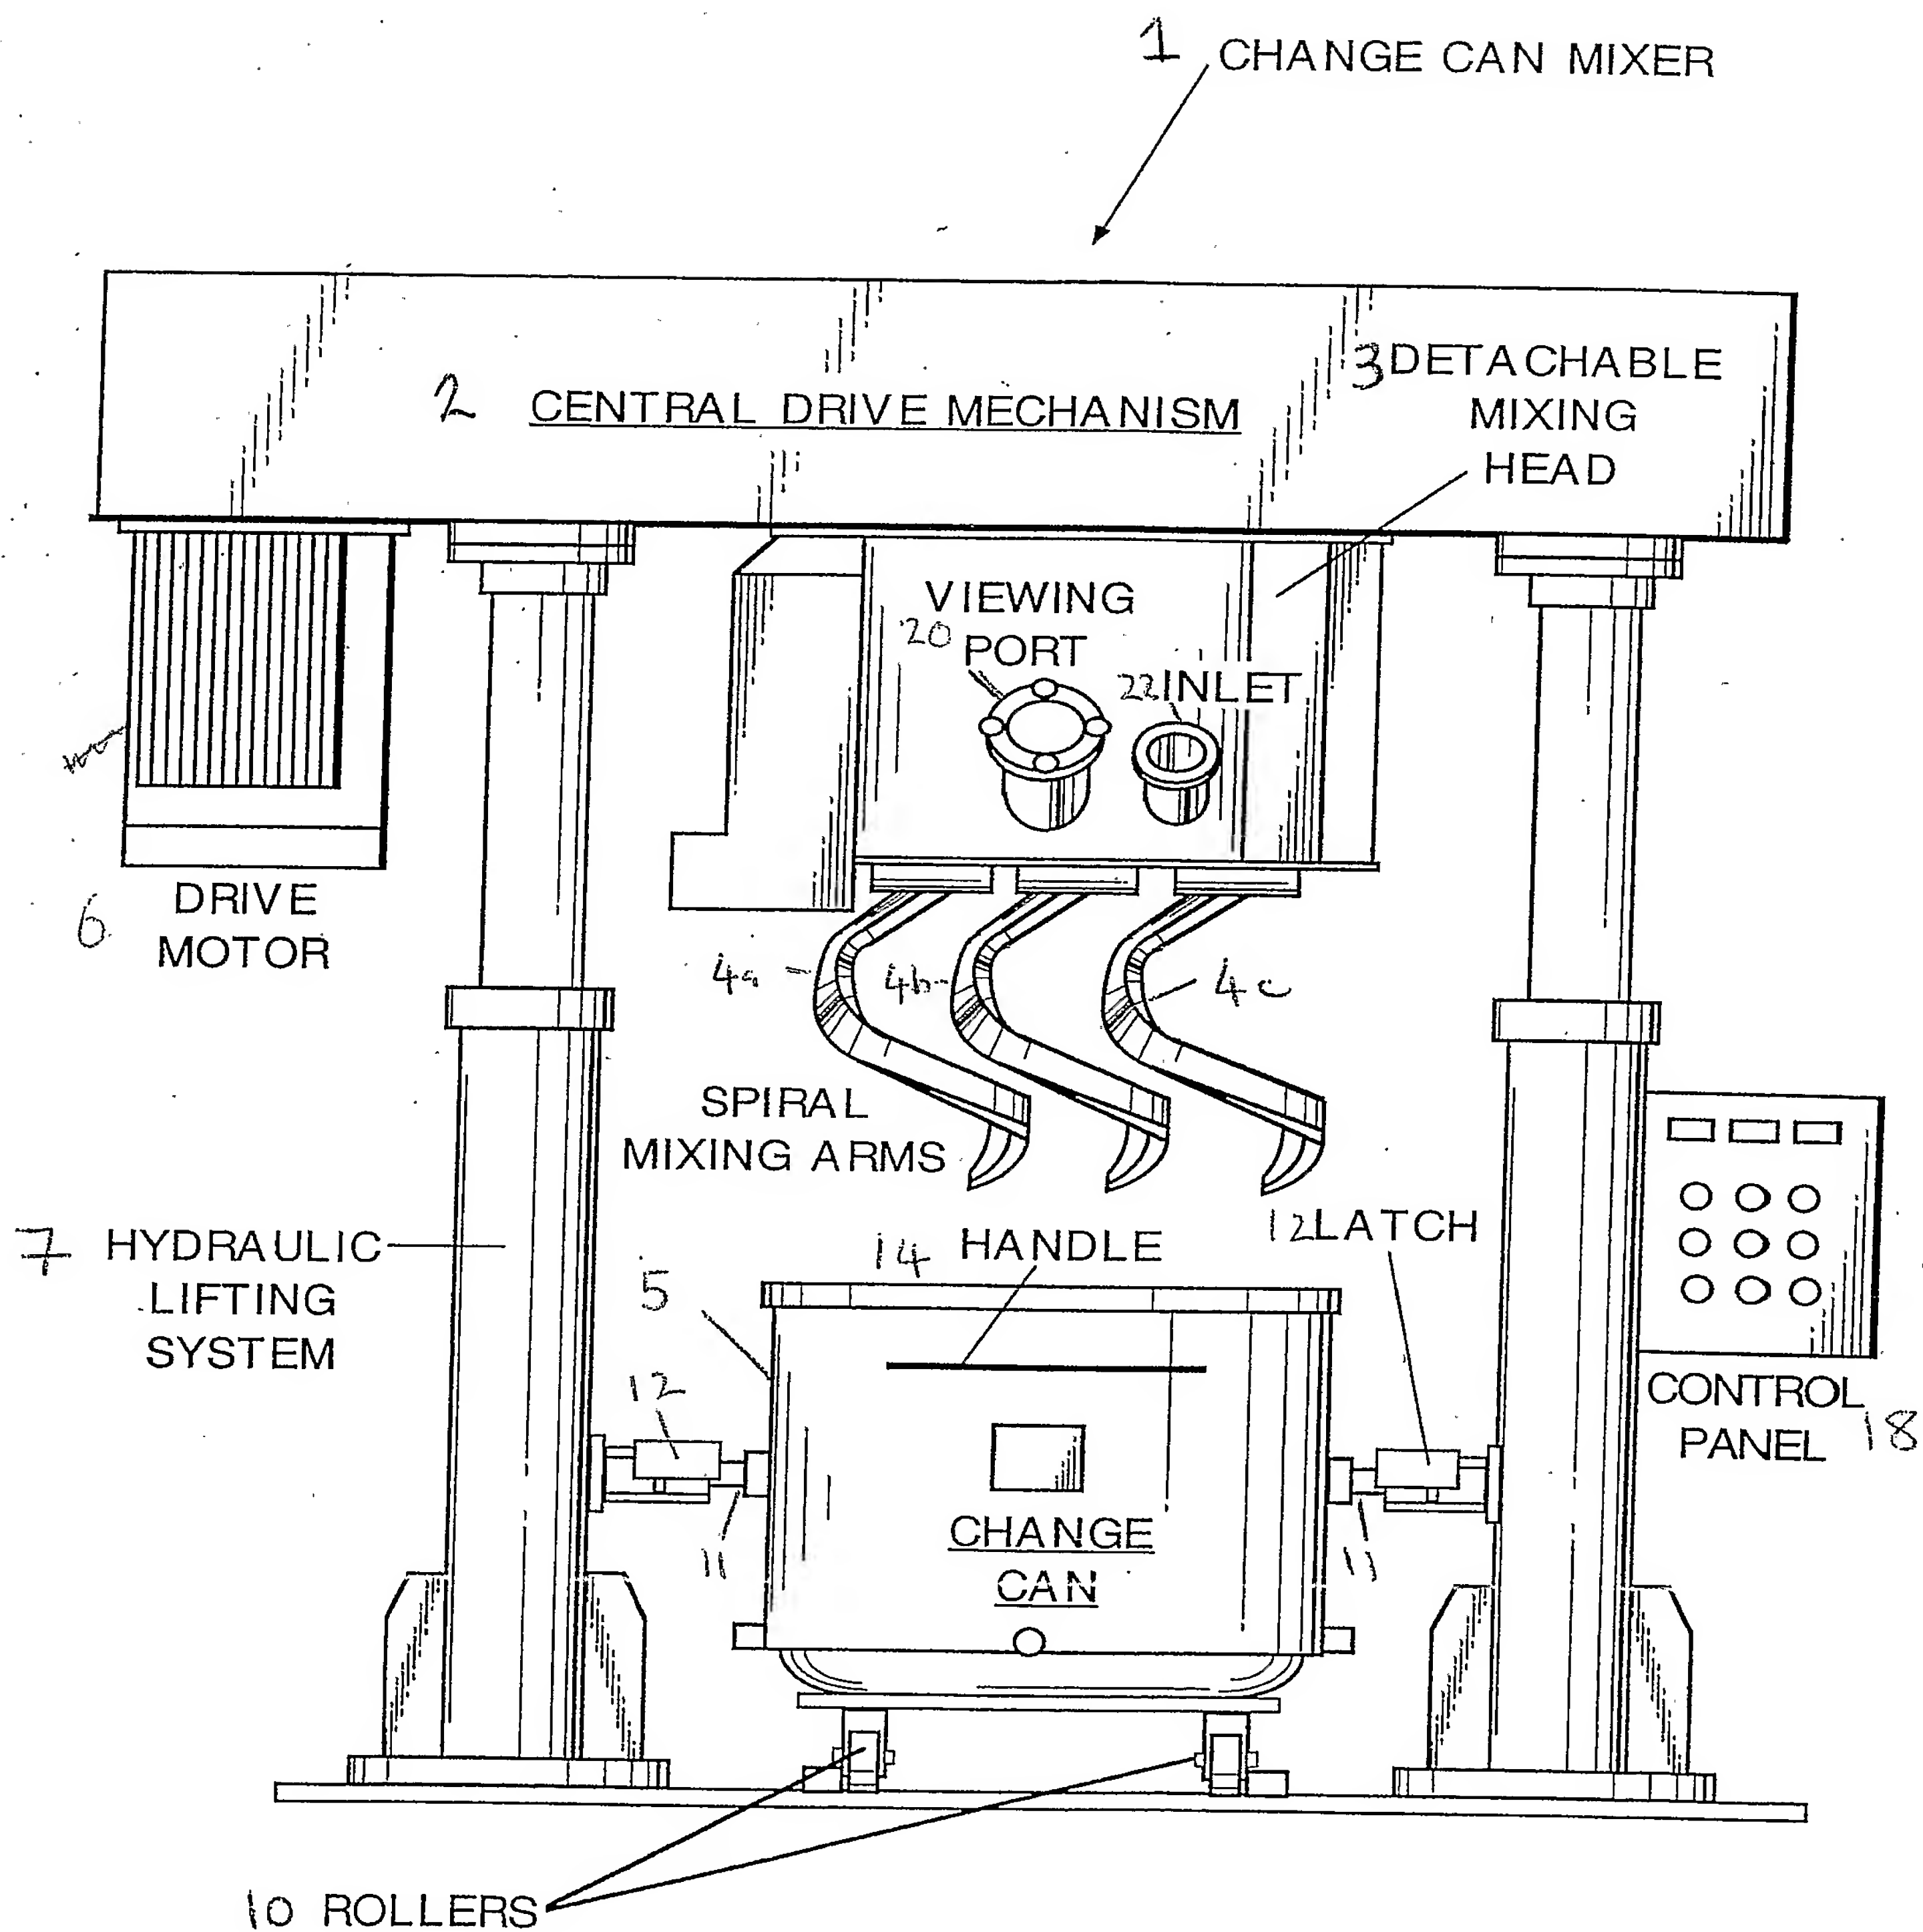 1 CHANGE CAN MIXER
2 CENTRAL DRIVE MECHANISM
3 DETACHABLE
MIXING
HEAD
VIEWING
20 PORT
22 INLET
6 DRIVE
MOTOR
4a
4b
4c
SPIRAL
MIXING ARMS
7 HYDRAULIC
LIFTING
SYSTEM
14 HANDLE
12 LATCH
5
12
CONTROL
PANEL 18
11
11
CHANGE
CAN
10 ROLLERS